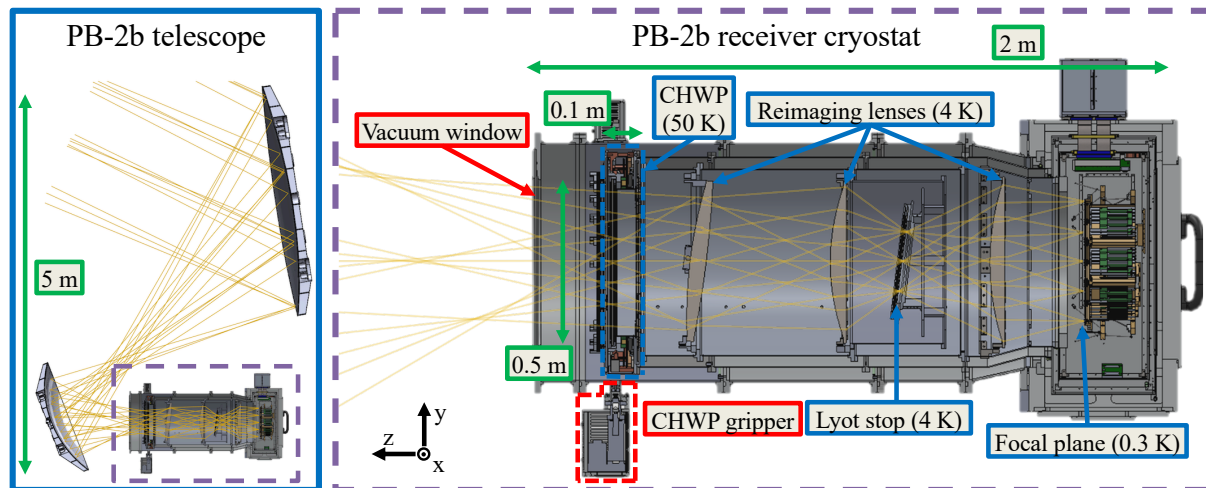 PB-2b telescope
5 m
PB-2b receiver cryostat
2 m
0.1 m
CHWP
(50 K)
Reimaging lenses (4 K)
Vacuum window
0.5 m
CHWP gripper
Lyot stop (4 K)
Focal plane (0.3 K)
y
z
x